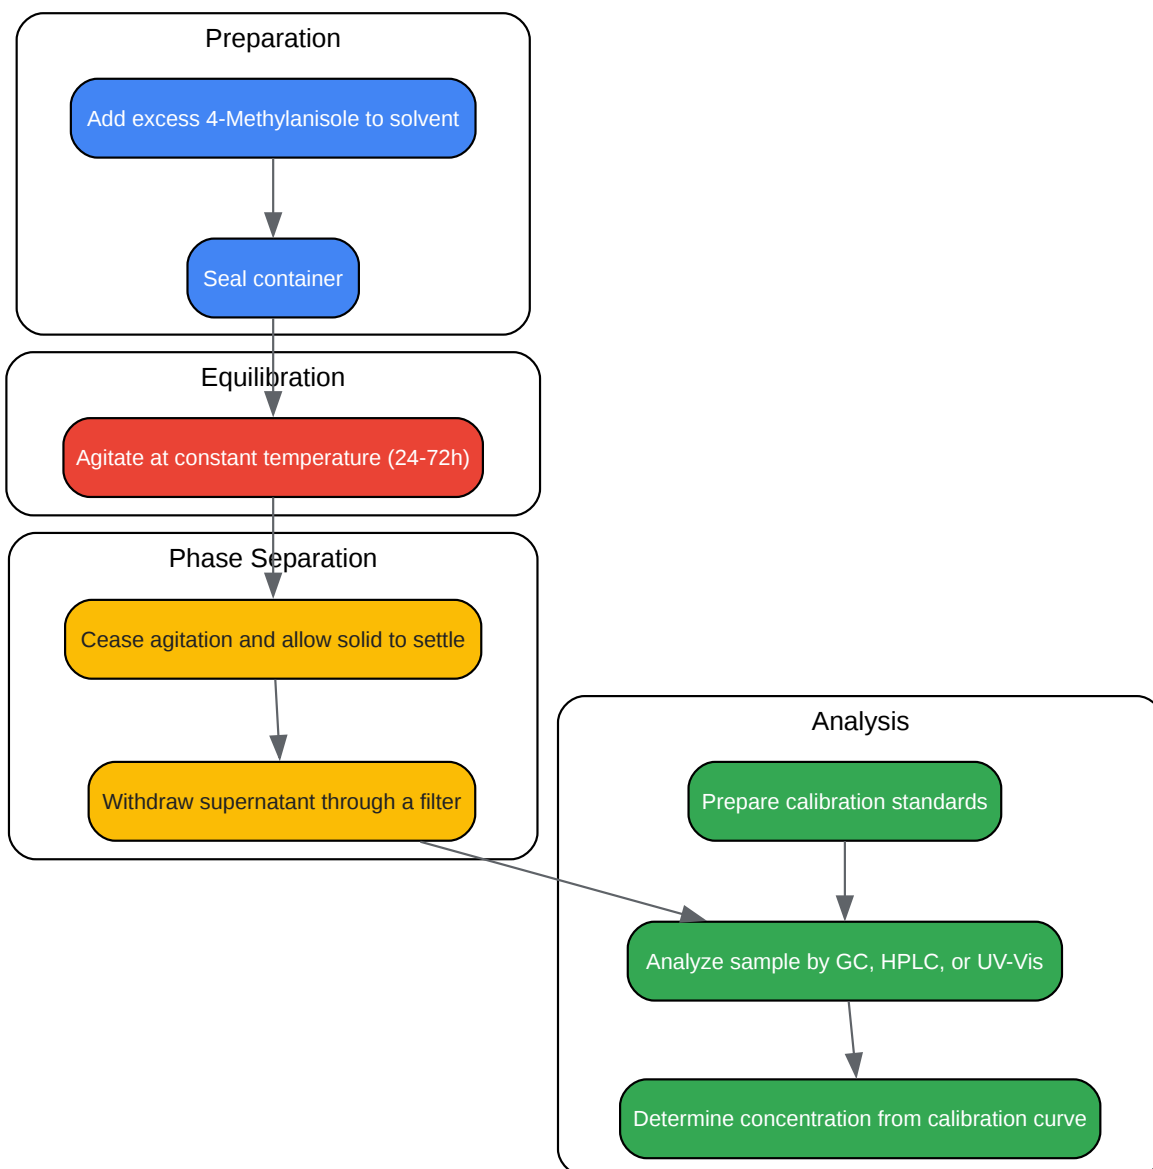 Preparation
Add excess 4-Methylanisole to solvent
Seal container
Equilibration
Agitate at constant temperature (24-72h)
Phase Separation
Cease agitation and allow solid to settle
Withdraw supernatant through a filter
Analysis
Prepare calibration standards
Analyze sample by GC, HPLC, or UV-Vis
Determine concentration from calibration curve